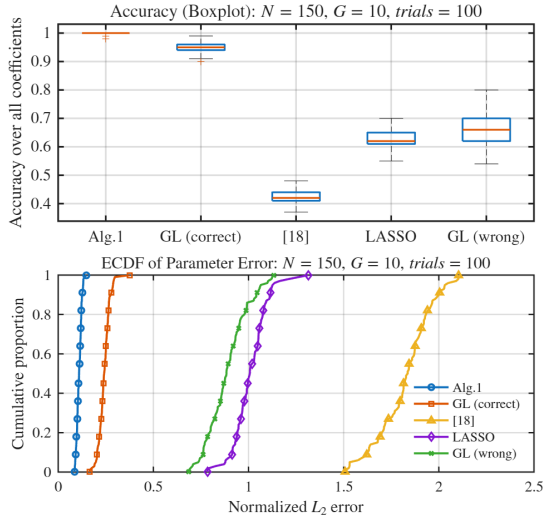 Accuracy (Boxplot): N = 150, G = 10, trials = 100
Accuracy over all coefficients
1
0.9
0.8
0.7
0.6
0.5
0.4
Alg.1 GL (correct) [18] LASSO GL (wrong)
ECDF of Parameter Error: N = 150, G = 10, trials = 100
Cumulative proportion
1
0.8
0.6
0.4
0.2
0
Alg.1
GL (correct)
[18]
LASSO
GL (wrong)
0 0.5 1 1.5 2 2.5
Normalized L₂ error